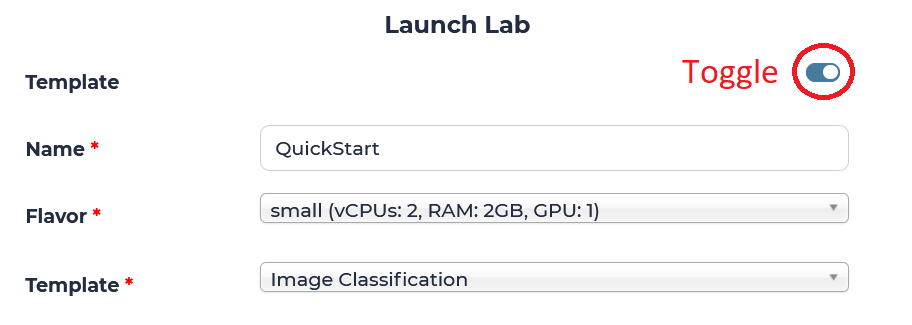 Launch Lab
Template Toggle
Name * QuickStart
Flavor * small (vCPUs: 2, RAM: 2GB, GPU: 1)
Template * Image Classification